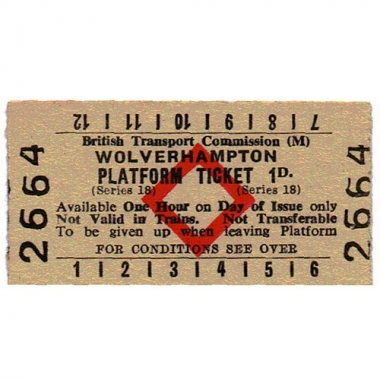 12 11 10 9 8 7
British Transport Commission (M)
WOLVERHAMPTON
PLATFORM TICKET 1D.
(Series 18) (Series 18)
Available One Hour on Day of Issue only
Not Valid in Trains. Not Transferable
To be given up when leaving Platform
FOR CONDITIONS SEE OVER
1 2 3 4 5 6
2664
2664